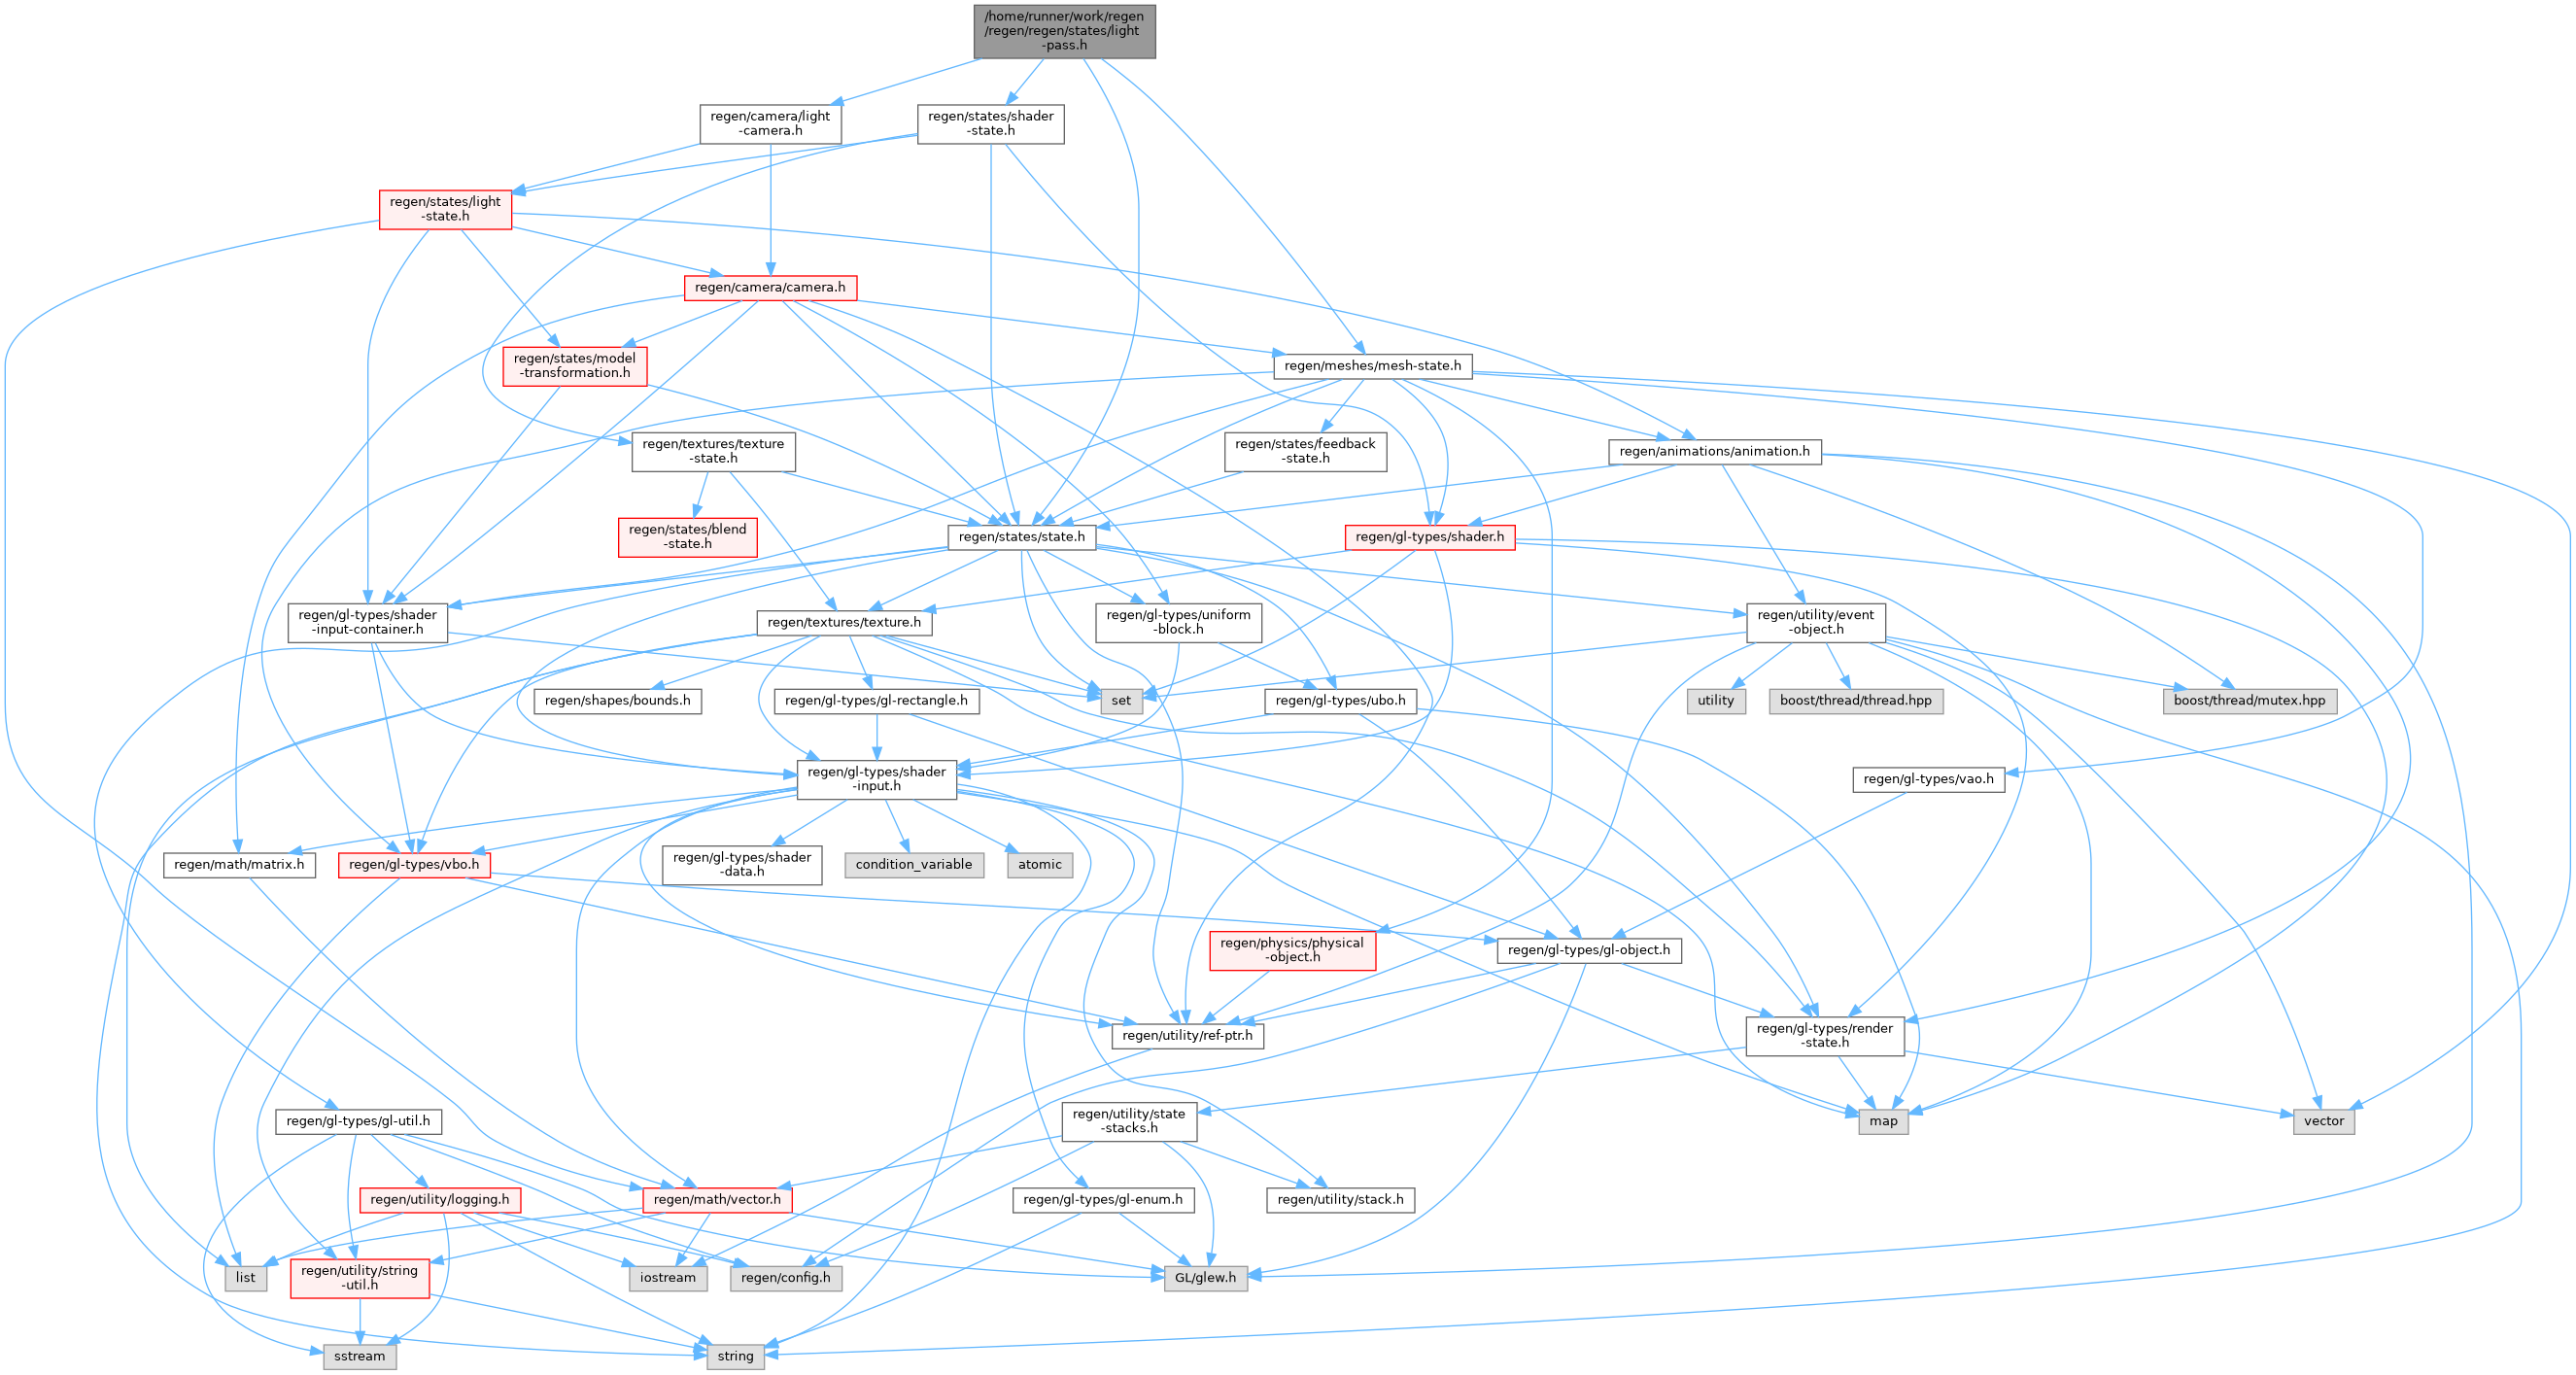 /home/runner/work/regen
/regen/regen/states/light
-pass.h
regen/camera/light
-camera.h
regen/states/shader
-state.h
regen/states/light
-state.h
regen/camera/camera.h
regen/states/model
-transformation.h
regen/meshes/mesh-state.h
regen/textures/texture
-state.h
regen/states/feedback
-state.h
regen/animations/animation.h
regen/states/blend
-state.h
regen/states/state.h
regen/gl-types/shader.h
regen/gl-types/shader
-input-container.h
regen/textures/texture.h
regen/gl-types/uniform
-block.h
regen/utility/event
-object.h
regen/shapes/bounds.h
regen/gl-types/gl-rectangle.h
set
regen/gl-types/ubo.h
utility
boost/thread/thread.hpp
boost/thread/mutex.hpp
regen/gl-types/shader
-input.h
regen/gl-types/vao.h
regen/math/matrix.h
regen/gl-types/vbo.h
regen/gl-types/shader
-data.h
condition_variable
atomic
regen/physics/physical
-object.h
regen/gl-types/gl-object.h
regen/utility/ref-ptr.h
regen/gl-types/render
-state.h
regen/gl-types/gl-util.h
regen/utility/state
-stacks.h
map
vector
regen/utility/logging.h
regen/math/vector.h
regen/gl-types/gl-enum.h
regen/utility/stack.h
list
regen/utility/string
-util.h
iostream
regen/config.h
GL/glew.h
sstream
string